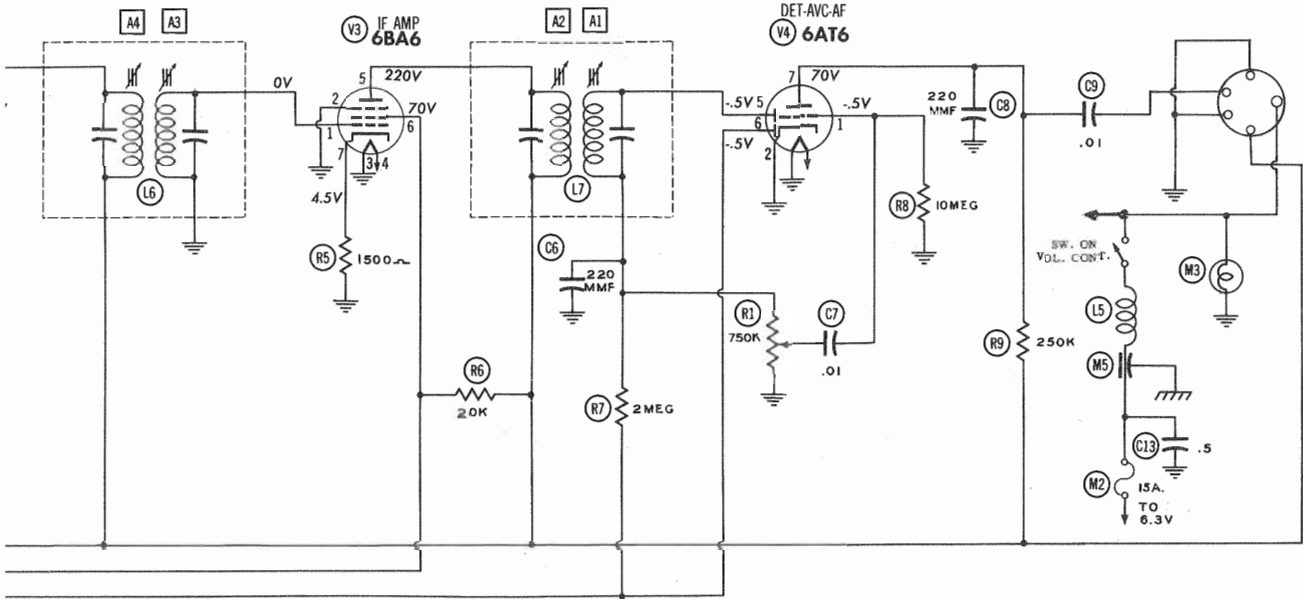 A4 A3
V3 IF AMP
6BA6
A2 A1
DET-AVC-AF
V4 6AT6
5 220V
0V
2
70V
1
6
7
3 4
4.5V
L6
R5 1500Ω
L7
C6
220
MMF
R6
20K
R7 2 MEG
7 70V
-.5V 5
6
-.5V
2
-.5V
1
R8 10MEG
R1
750K
C7
.01
220
MMF
C8
C9
.01
R9 250K
SW. ON
VOL. CONT.
M3
L5
M5
C13 .5
M2 15A.
TO
6.3V